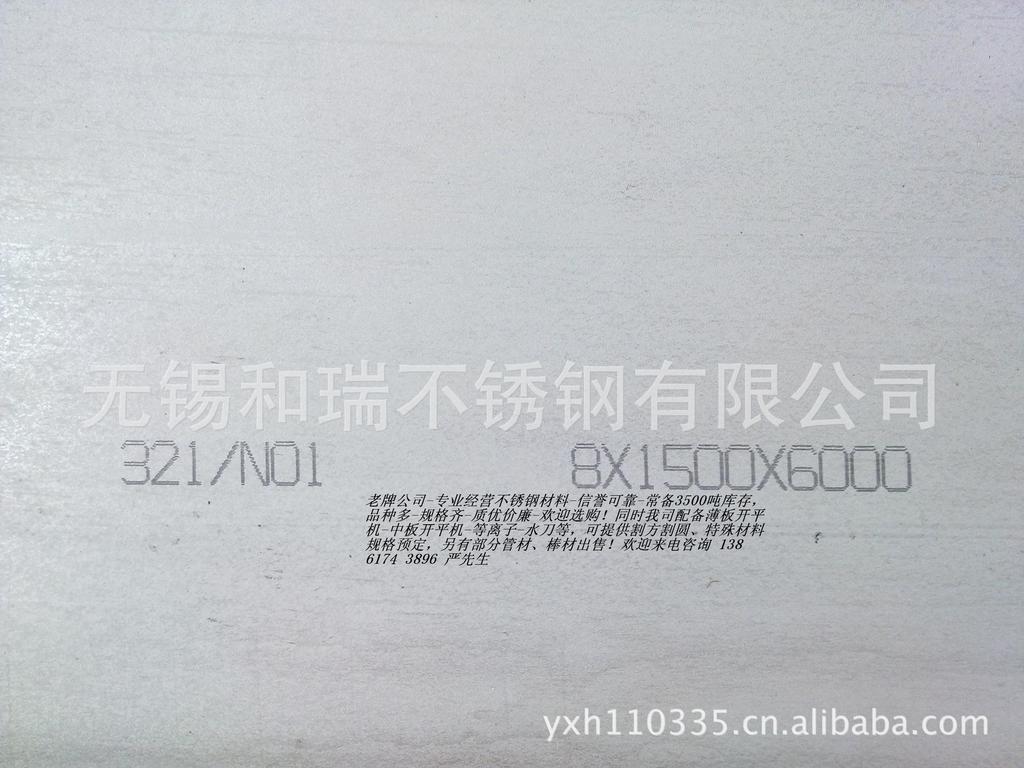 无锡和瑞不锈钢有限公司
321/N01 8X1500X6000
老牌公司-专业经营不锈钢材料-信誉可靠-常备3500吨库存，
品种多-规格齐-质优价廉-欢迎选购！同时我司配备薄板开平
机-中板开平机-等离子-水刀等，可提供割方割圆、特殊材料
规格预定，另有部分管材、棒材出售！欢迎来电咨询 138
6174 3896 严先生
yxh110335.cn.alibaba.com